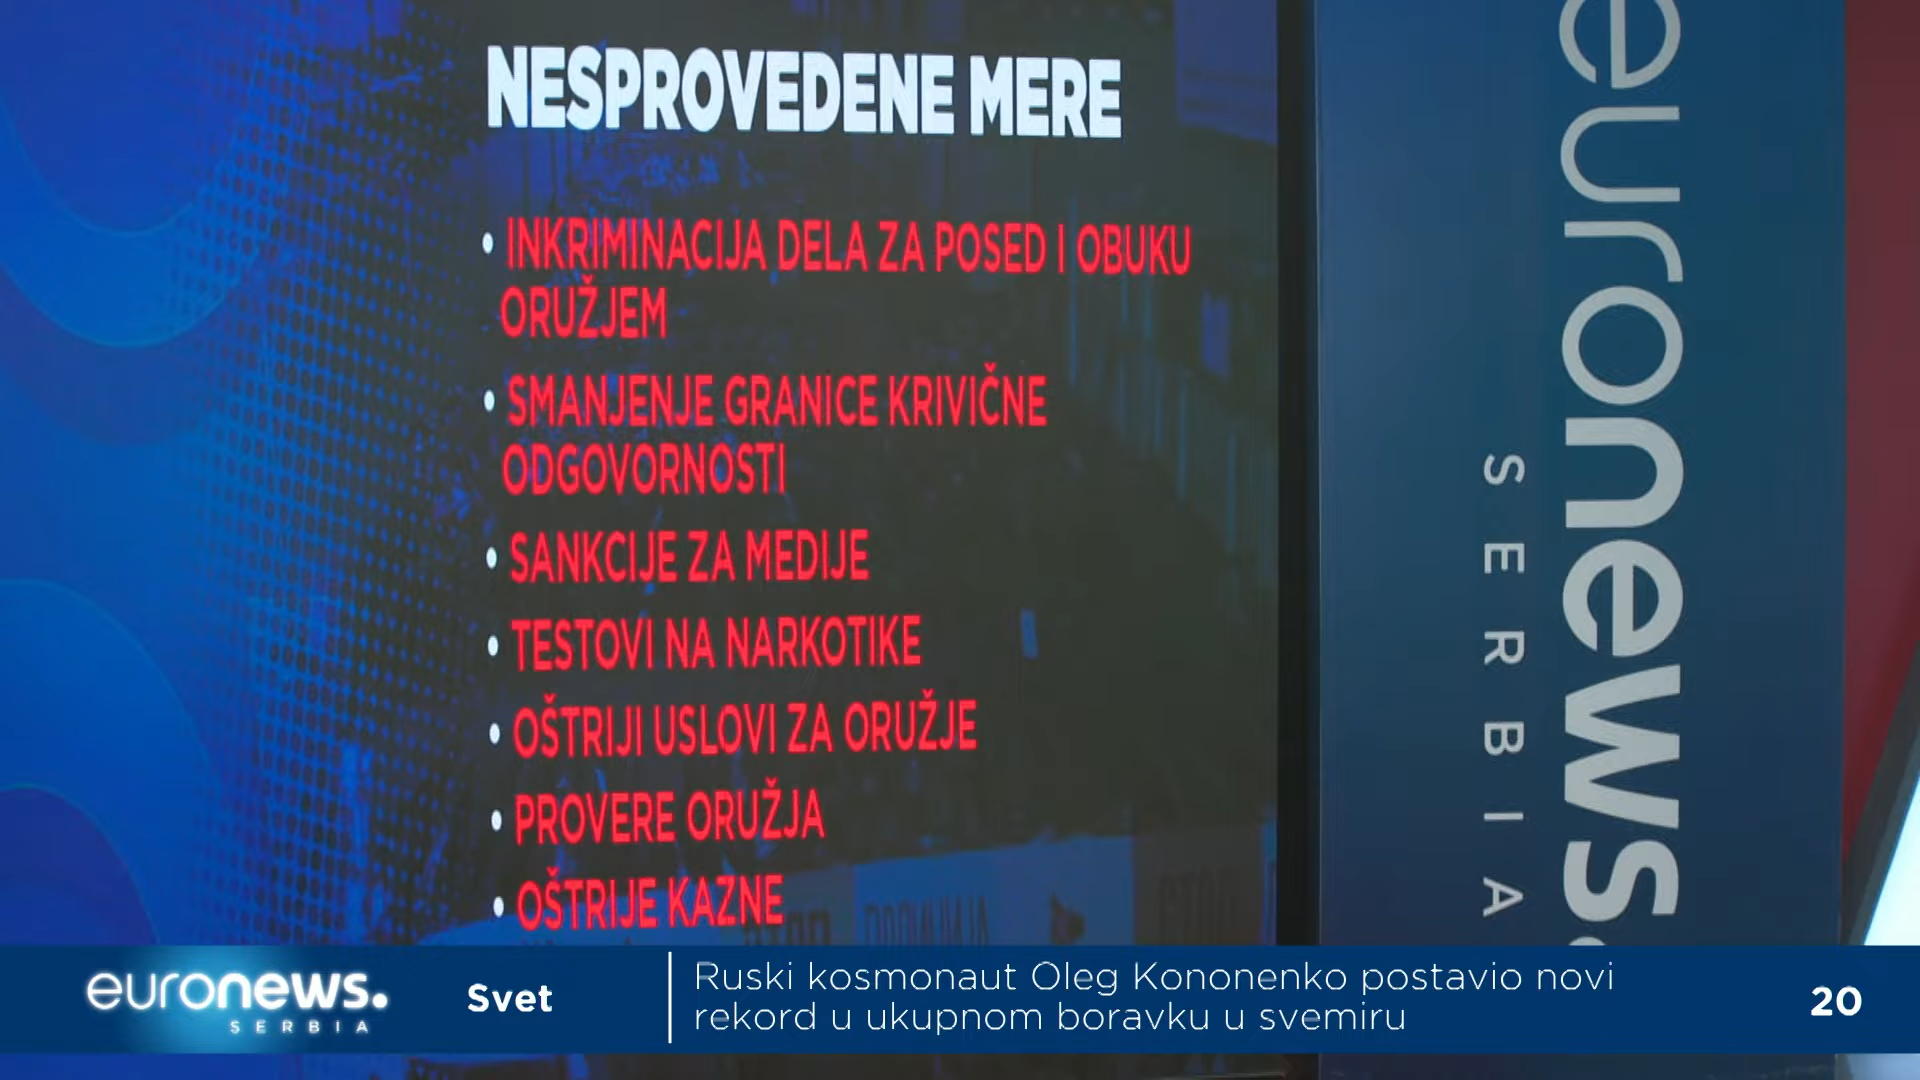 NESPROVEDENE MERE
• INKRIMINACIJA DELA ZA POSED I OBUKU
ORUŽJEM
• SMANJENJE GRANICE KRIVIČNE
ODGOVORNOSTI
• SANKCIJE ZA MEDIJE
• TESTOVI NA NARKOTIKE
• OŠTRIJI USLOVI ZA ORUŽJE
• PROVERE ORUŽJA
• OŠTRIJE KAZNE
euronews
SERBIA
euronews.
SERBIA
Svet
Ruski kosmonaut Oleg Kononenko postavio novi
rekord u ukupnom boravku u svemiru
20